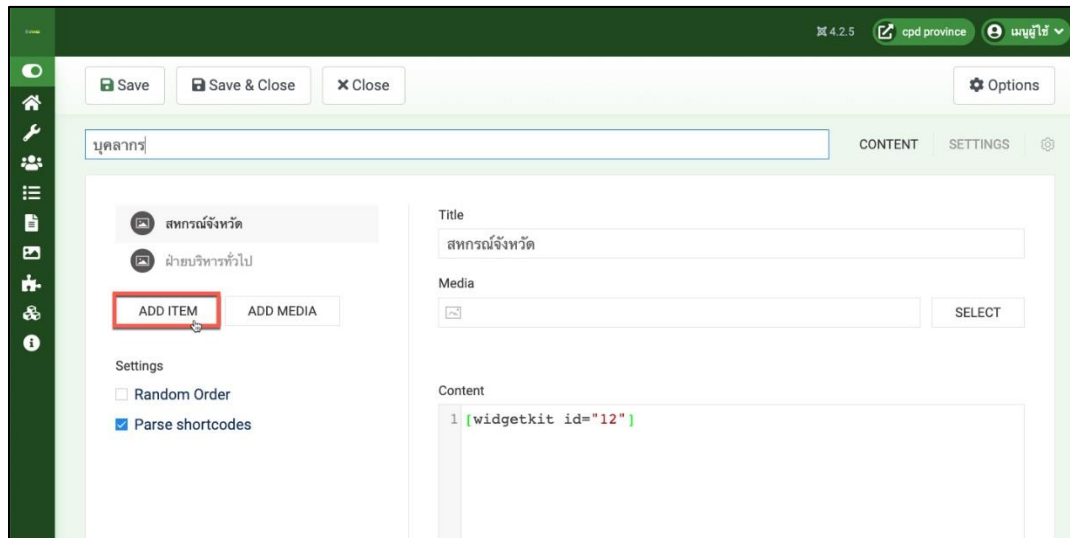 4.2.5 cpd province เมนูผู้ใช้
Save Save & Close Close Options
บุคลากร CONTENT SETTINGS
สหกรณ์จังหวัด
ฝ่ายบริหารทั่วไป
ADD ITEM ADD MEDIA
Settings
Random Order
Parse shortcodes
Title
สหกรณ์จังหวัด
Media
SELECT
Content
1 [widgetkit id="12"]